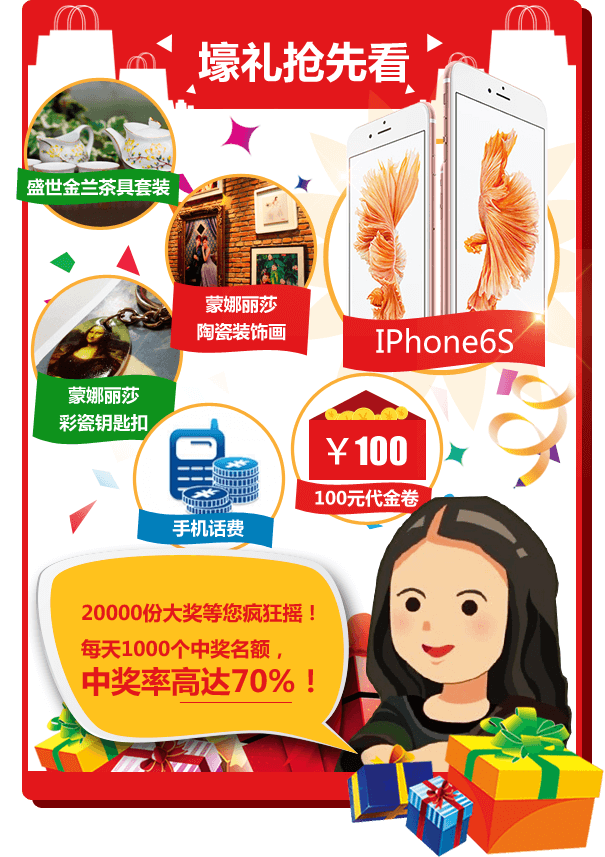 壕礼抢先看
盛世金兰茶具套装
蒙娜丽莎
陶瓷装饰画
IPhone6S
蒙娜丽莎
彩瓷钥匙扣
￥100
100元代金卷
手机话费
20000份大奖等您疯狂摇！
每天1000个中奖名额，
中奖率高达70%！